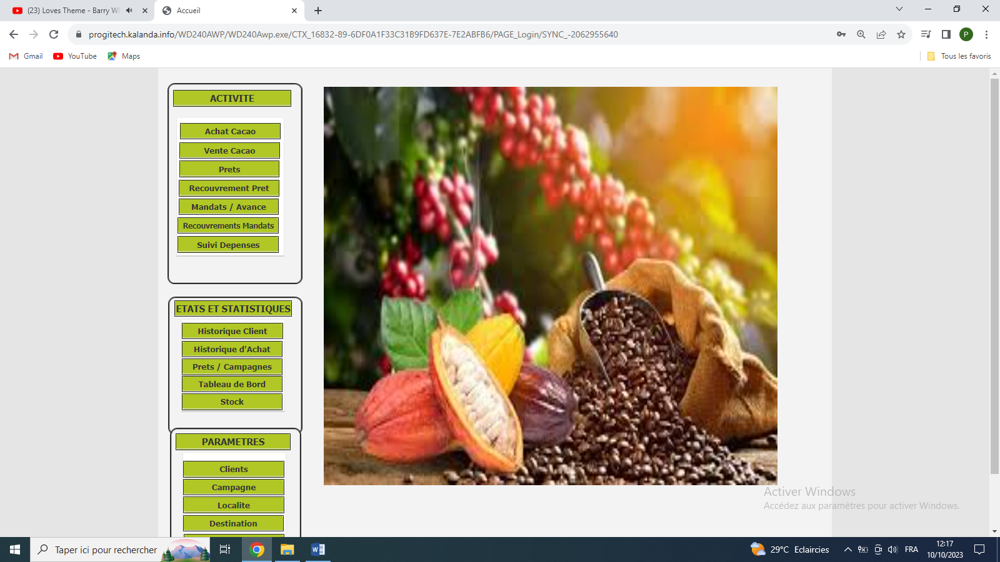 (23) Loves Theme - Barry W
Accueil
progitech.kalanda.info/WD240AWP/WD240Awp.exe/CTX_16832-89-6DF0A1F33C31B9FD637E-7E2ABFB6/PAGE_Login/SYNC_-2062955640
P
Gmail
YouTube
Maps
Tous les favoris
ACTIVITE
Achat Cacao
Vente Cacao
Prets
Recouvrement Pret
Mandats / Avance
Recouvrements Mandats
Suivi Depenses
ETATS ET STATISTIQUES
Historique Client
Historique d'Achat
Prets / Campagnes
Tableau de Bord
Stock
PARAMETRES
Clients
Campagne
Localite
Destination
Activer Windows
Accédez aux paramètres pour activer Windows.
Taper ici pour rechercher
29°C Eclaircies
FRA
12:17
10/10/2023